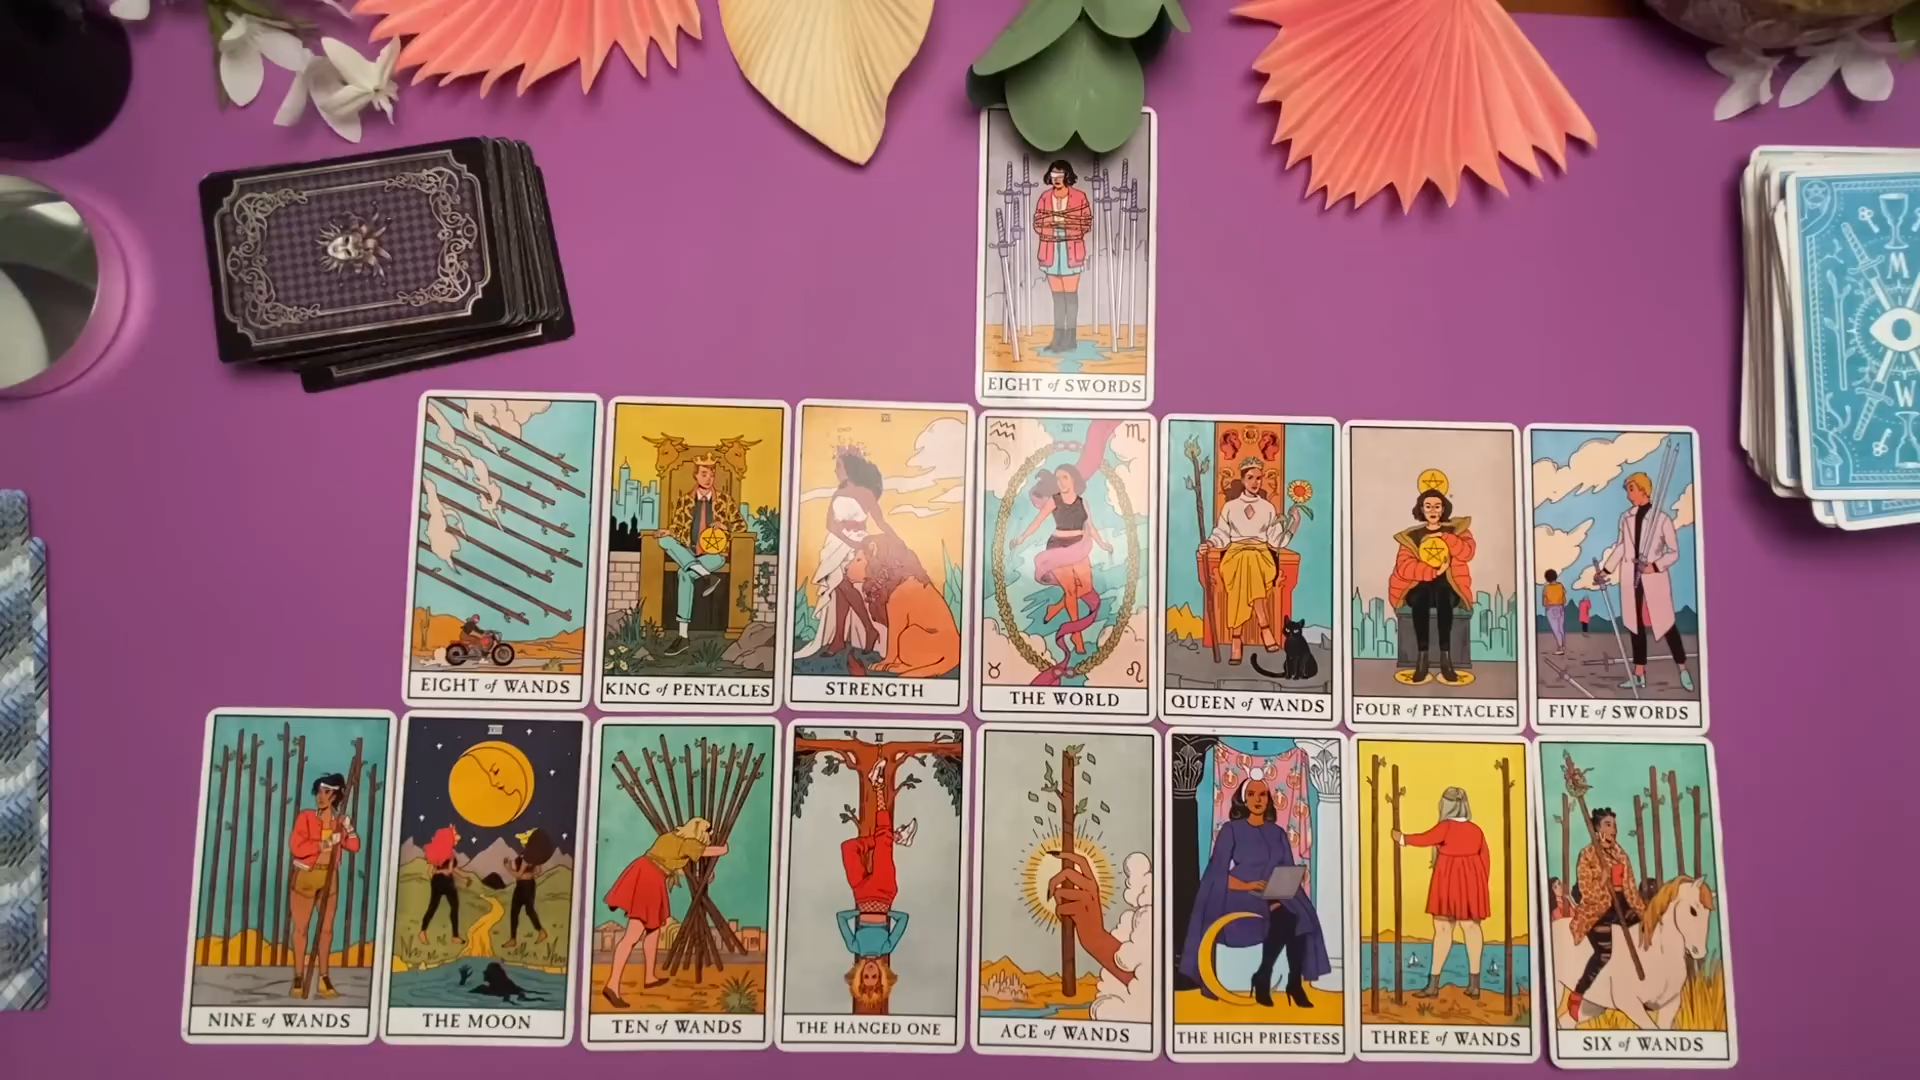 EIGHT of SWORDS
EIGHT of WANDS
KING of PENTACLES
STRENGTH
THE WORLD
QUEEN of WANDS
FOUR of PENTACLES
FIVE of SWORDS
M
W
XVIII
NINE of WANDS
THE MOON
TEN of WANDS
THE HANGED ONE
ACE of WANDS
THE HIGH PRIESTESS
THREE of WANDS
SIX of WANDS